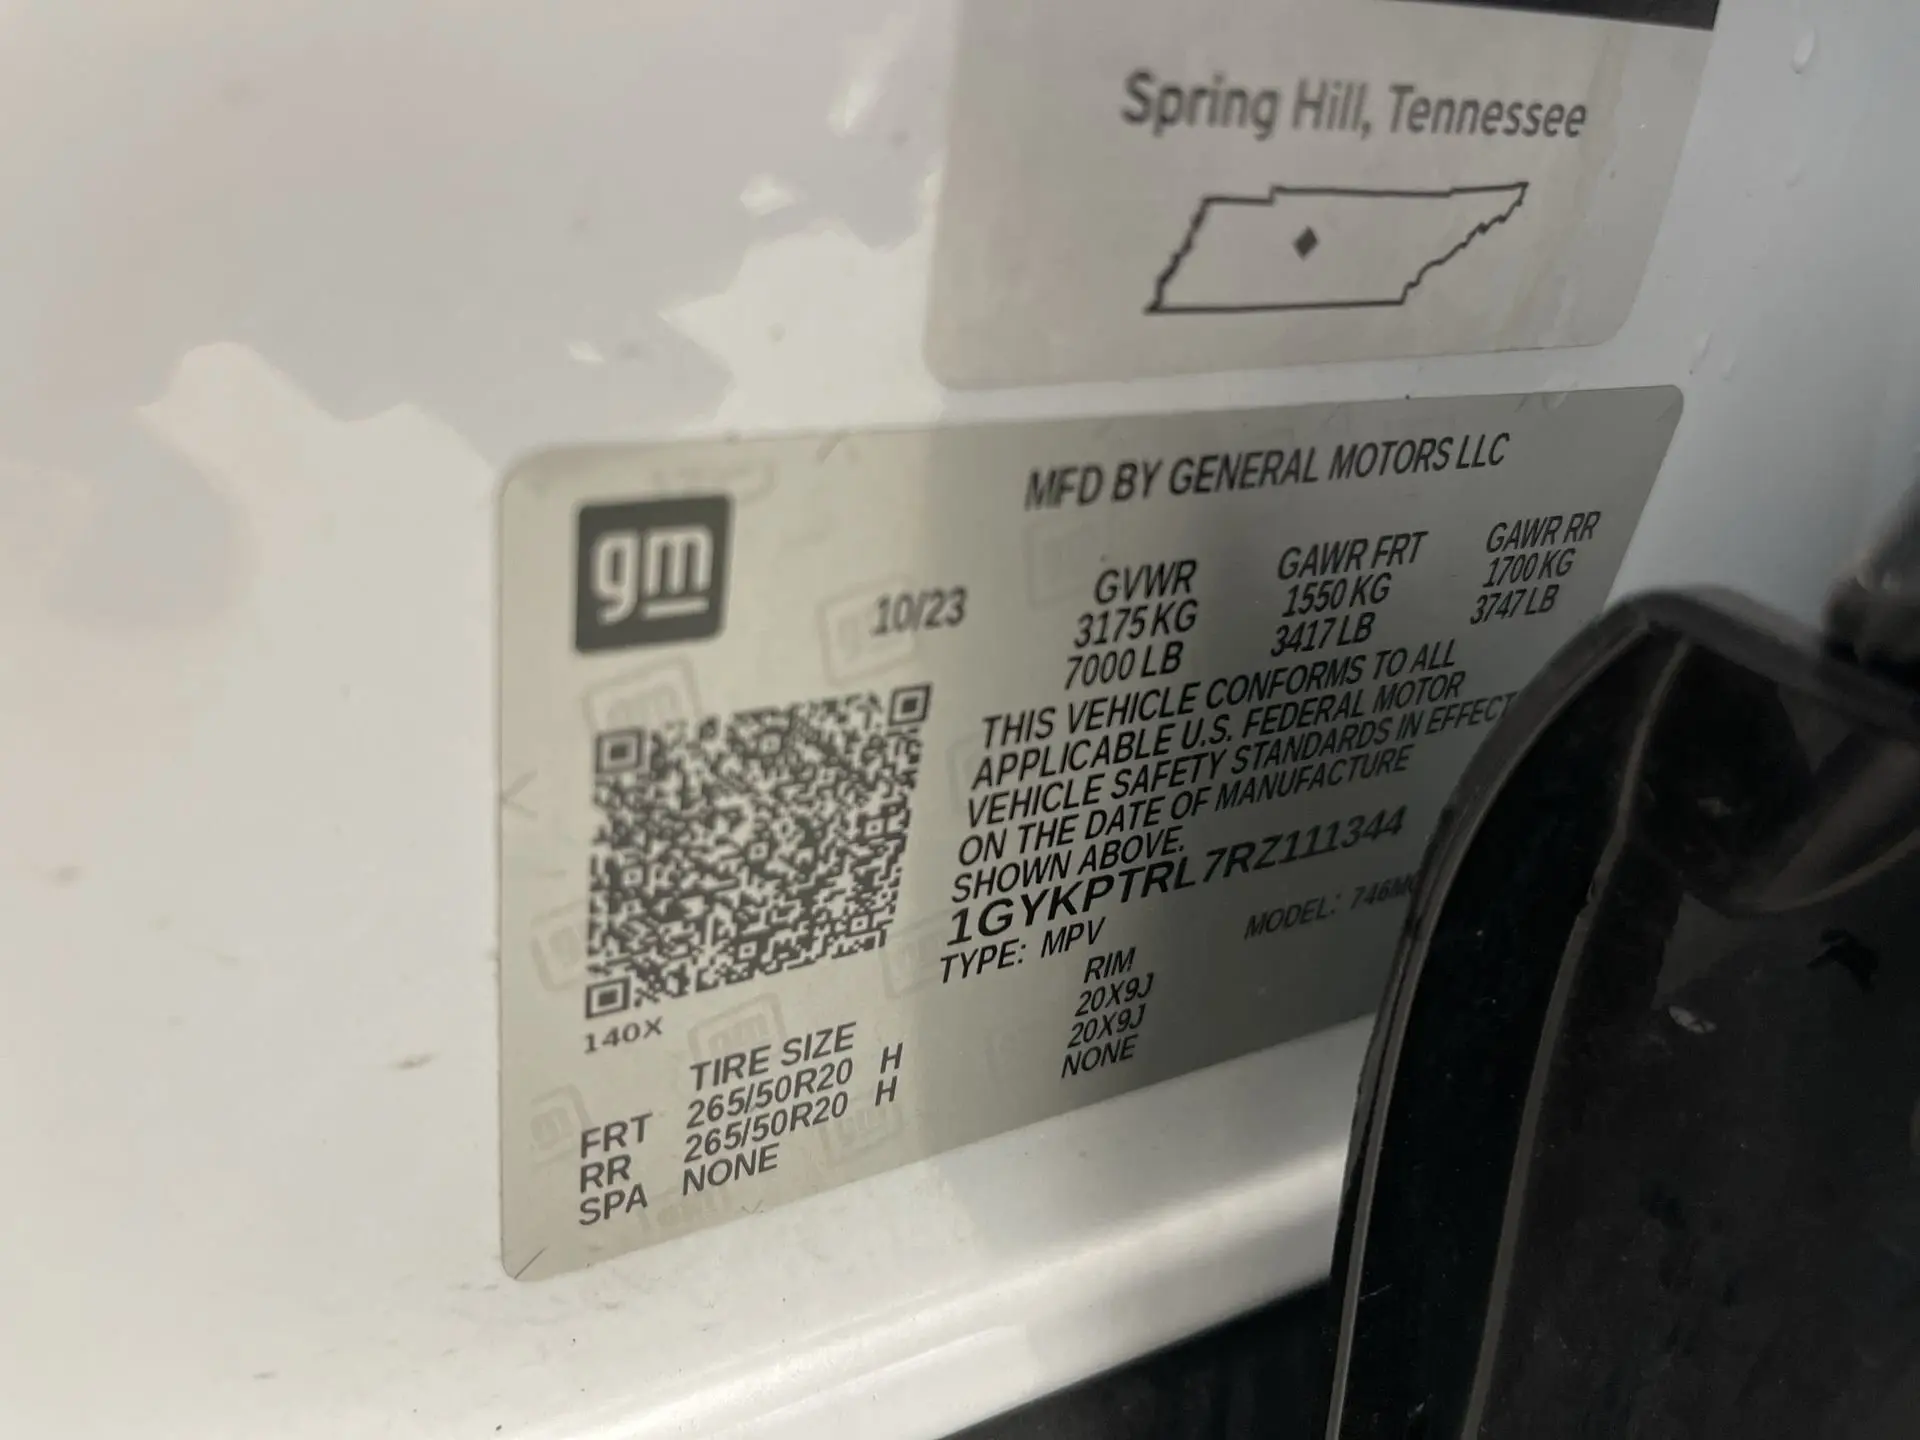 Spring Hill, Tennessee
gm
MFD BY GENERAL MOTORS LLC
10/23
GVWR GAWR FRT GAWR RR
3175 KG 1550 KG 1700 KG
7000 LB 3417 LB 3747 LB
THIS VEHICLE CONFORMS TO ALL
APPLICABLE U.S. FEDERAL MOTOR
VEHICLE SAFETY STANDARDS IN EFFECT
ON THE DATE OF MANUFACTURE
SHOWN ABOVE.
1GYKPTRL7RZ111344
TYPE: MPV MODEL:
140X
TIRE SIZE RIM
FRT 265/50R20 H 20X9J
RR 265/50R20 H 20X9J
SPA NONE NONE